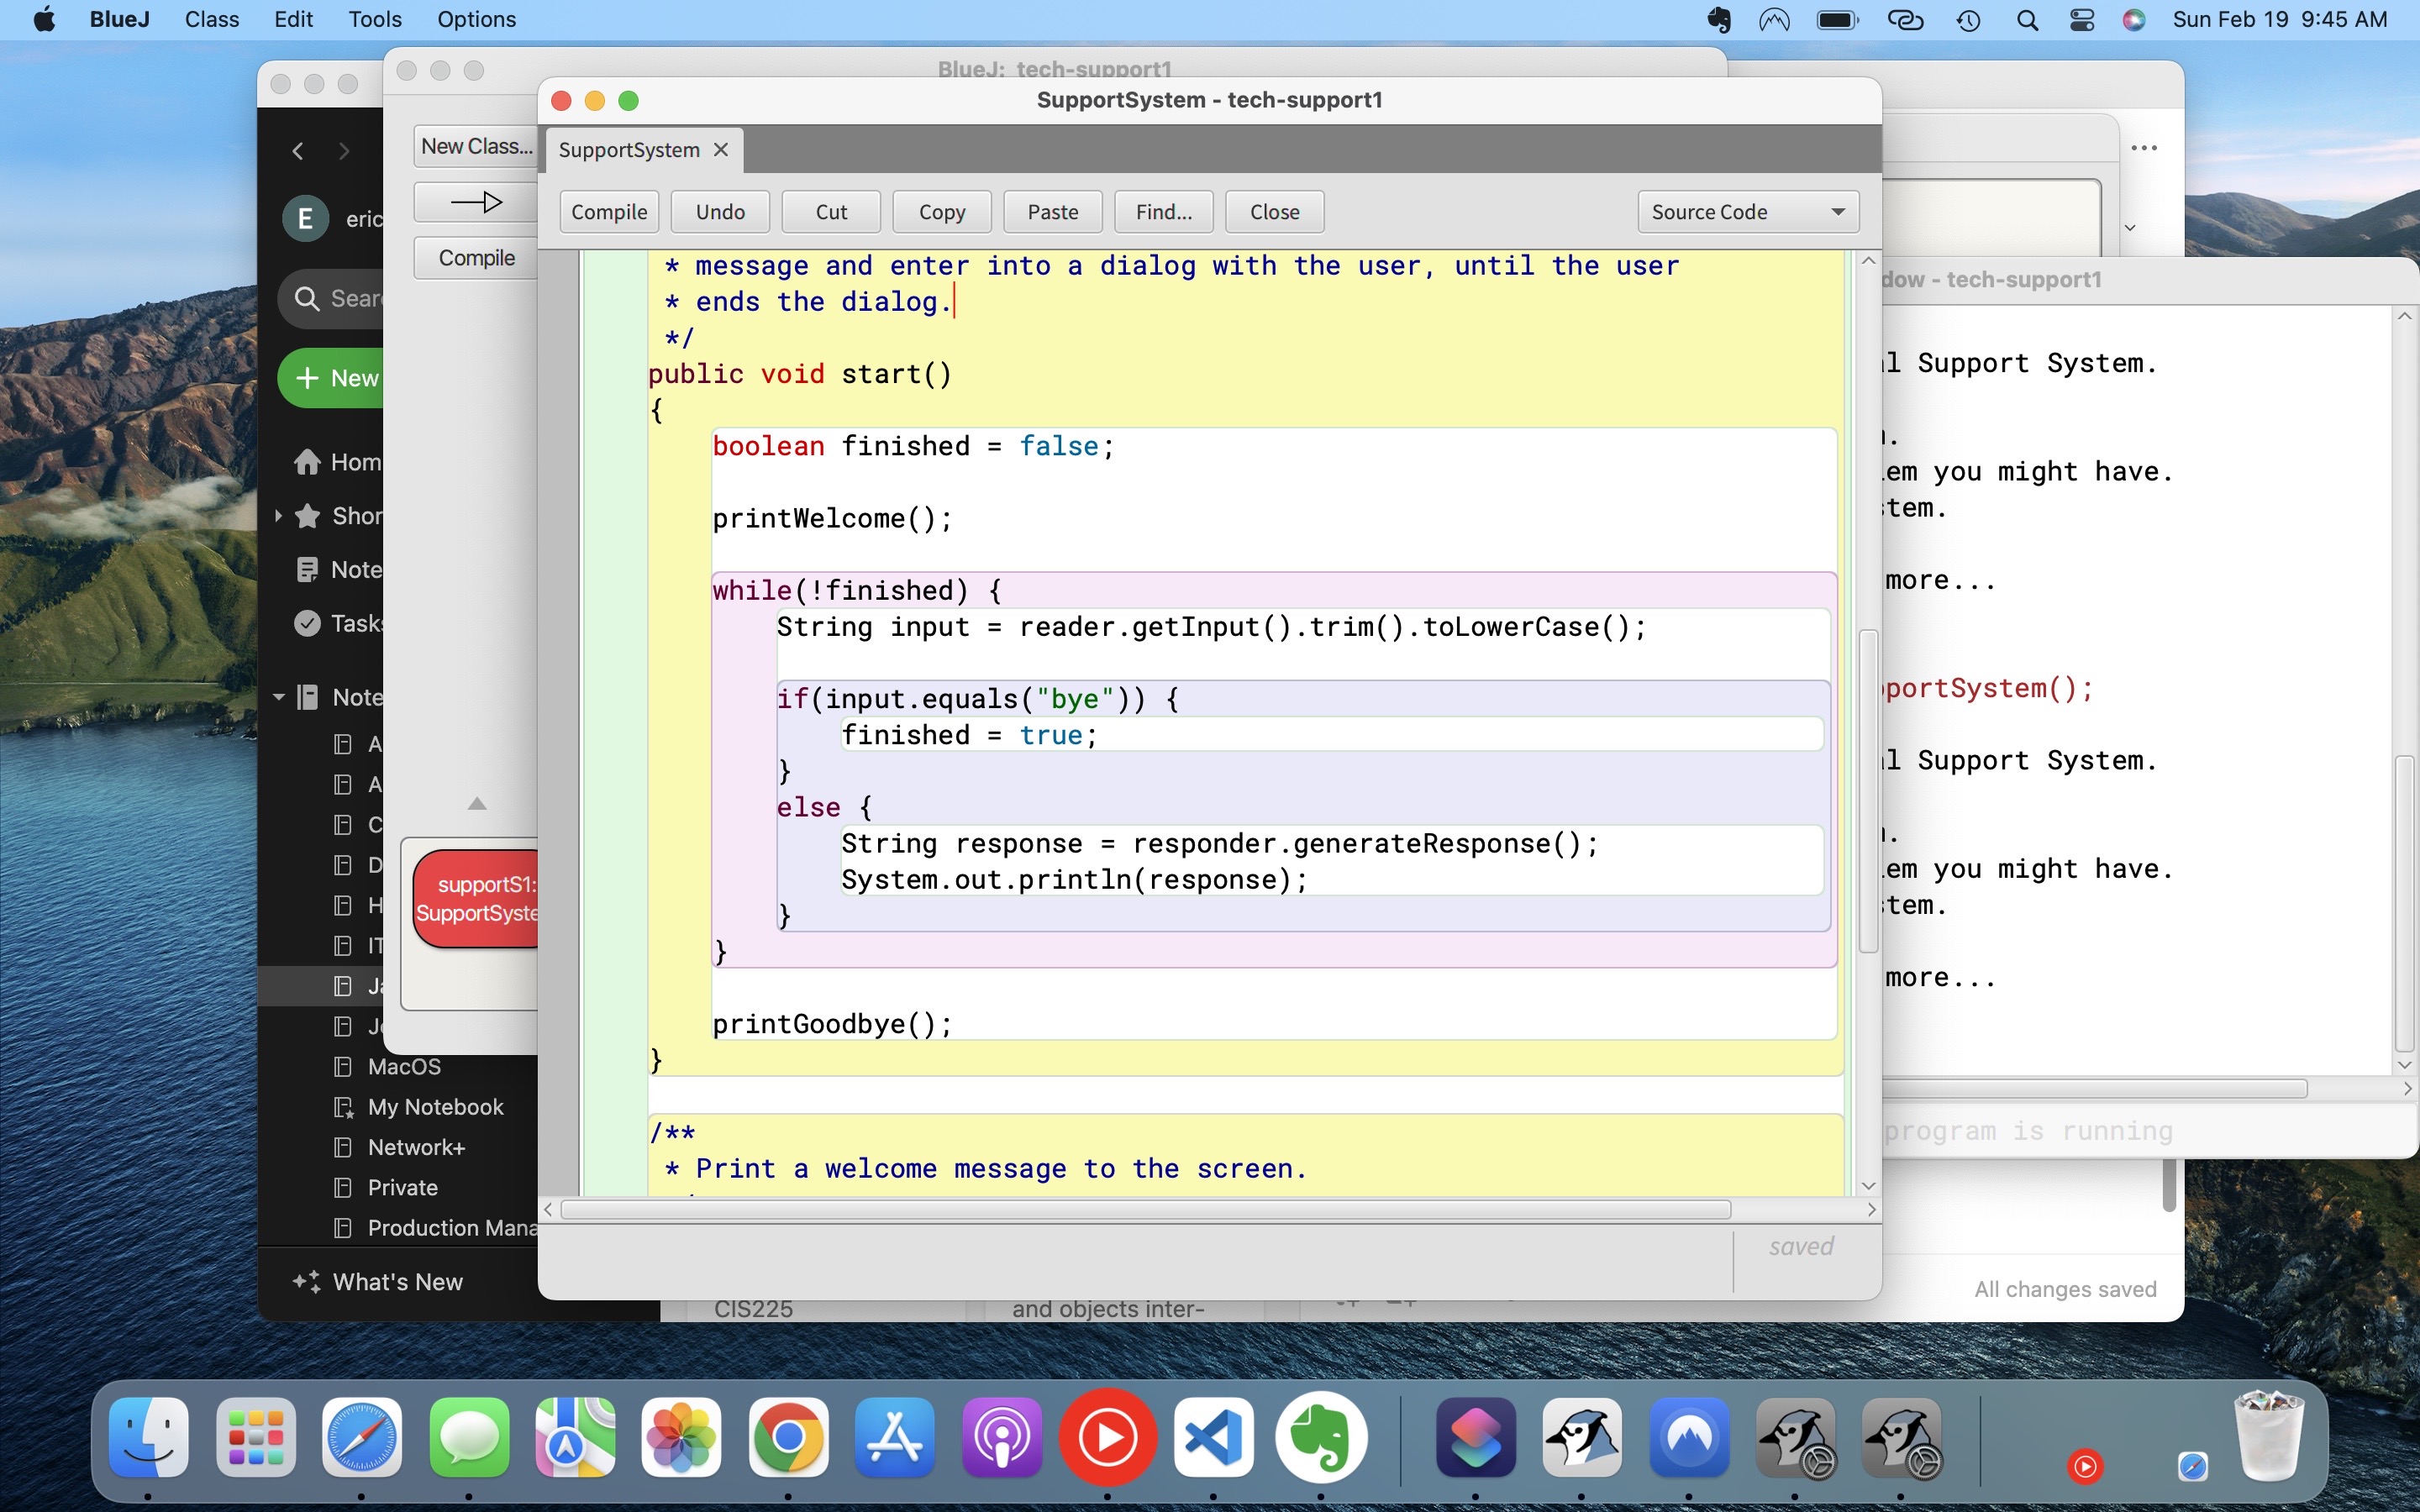 BlueJ Class Edit Tools Options Sun Feb 19 9:45 AM
BlueJ: tech-support1
SupportSystem - tech-support1
New Class...
Compile
E eric
Sear
New
Hom
Shor
Note
Tasks
Note
A
A
C
D
H
IT
Ja
Jo
MacOS
My Notebook
Network+
Private
Production Mana
What's New
supportS1:
SupportSyste
SupportSystem
Compile Undo Cut Copy Paste Find... Close Source Code
* message and enter into a dialog with the user, until the user
* ends the dialog.
*/
public void start()
{
boolean finished = false;
printWelcome();
while(!finished) {
String input = reader.getInput().trim().toLowerCase();
if(input.equals("bye")) {
finished = true;
}
else {
String response = responder.generateResponse();
System.out.println(response);
}
}
printGoodbye();
}
/**
* Print a welcome message to the screen.
saved
dow - tech-support1
l Support System.
.
em you might have.
stem.
more...
portSystem();
l Support System.
.
em you might have.
stem.
more...
program is running
All changes saved
CIS225
and objects inter-